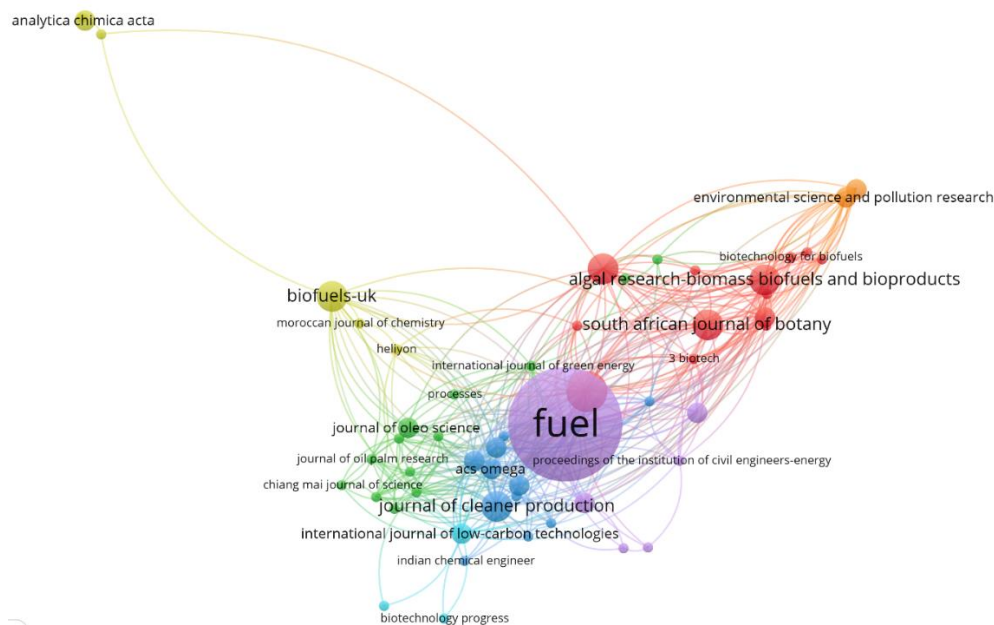 analytica chimica acta
environmental science and pollution research
biotechnology for biofuels
algal research-biomass biofuels and bioproducts
biofuels-uk
moroccan journal of chemistry
south african journal of botany
heliyon
3 biotech
international journal of green energy
processes
fuel
journal of oleo science
journal of oil palm research
proceedings of the institution of civil engineers-energy
acs omega
chiang mai journal of science
journal of cleaner production
international journal of low-carbon technologies
indian chemical engineer
biotechnology progress